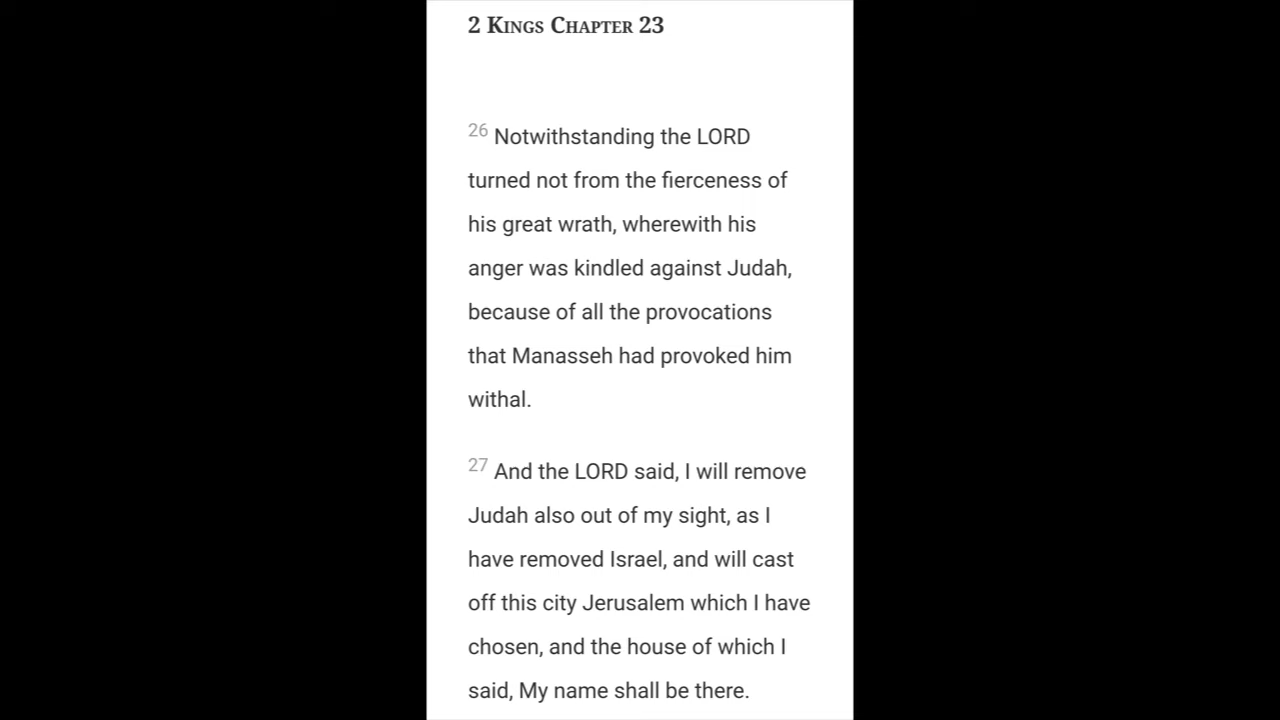 2 Kings Chapter 23
26 Notwithstanding the LORD
turned not from the fierceness of
his great wrath, wherewith his
anger was kindled against Judah,
because of all the provocations
that Manasseh had provoked him
withal.
27 And the LORD said, I will remove
Judah also out of my sight, as I
have removed Israel, and will cast
off this city Jerusalem which I have
chosen, and the house of which I
said, My name shall be there.